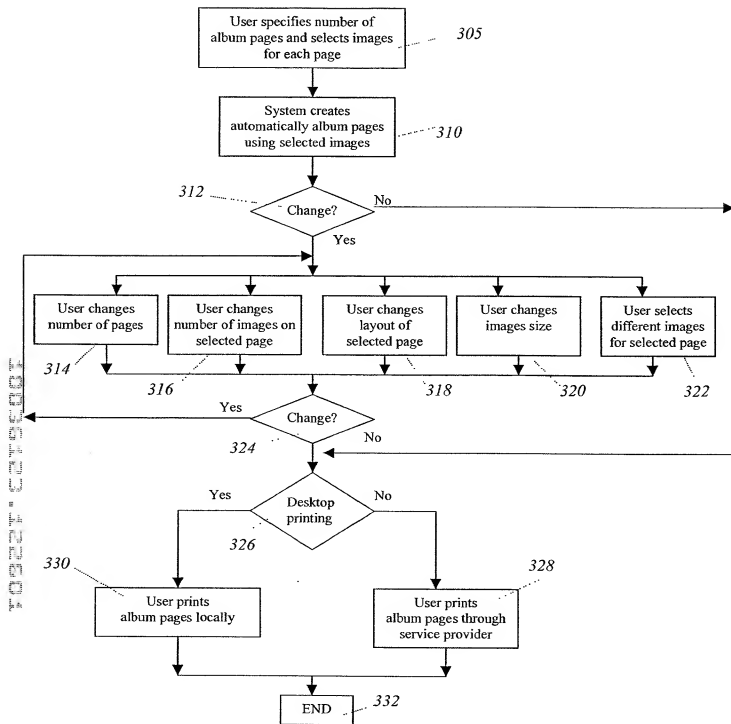 User specifies number of
album pages and selects images
for each page
305
System creates
automatically album pages
using selected images
310
312
Change?
No
Yes
User changes
number of pages
User changes
number of images on
selected page
User changes
layout of
selected page
User changes
images size
User selects
different images
for selected page
314
316
318
320
322
Yes
Change?
324
No
Yes
Desktop
printing
No
326
330
User prints
album pages locally
328
User prints
album pages through
service provider
END
332